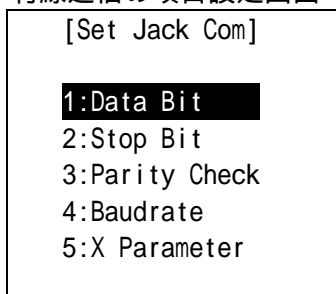 [Set Jack Com]
1:Data Bit
2:Stop Bit
3:Parity Check
4:Baudrate
5:X Parameter